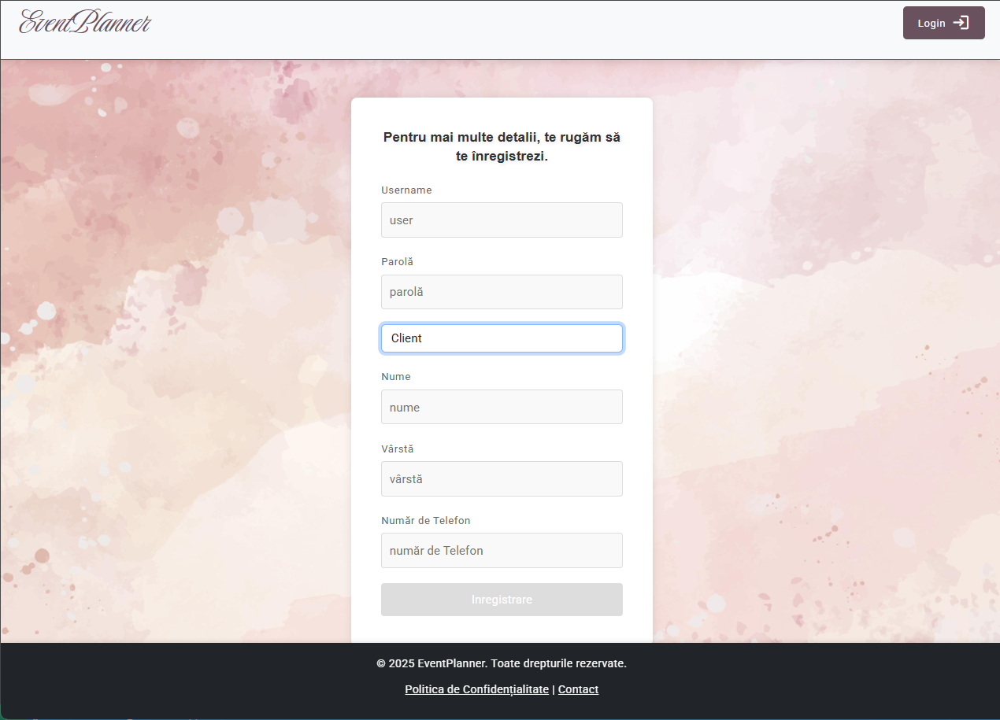 EventPlanner
Login
Pentru mai multe detalii, te rugăm să
te înregistrezi.
Username
user
Parolă
parolă
Client
Nume
nume
Vârstă
vârstă
Număr de Telefon
număr de Telefon
Inregistrare
© 2025 EventPlanner. Toate drepturile rezervate.
Politica de Confidențialitate | Contact